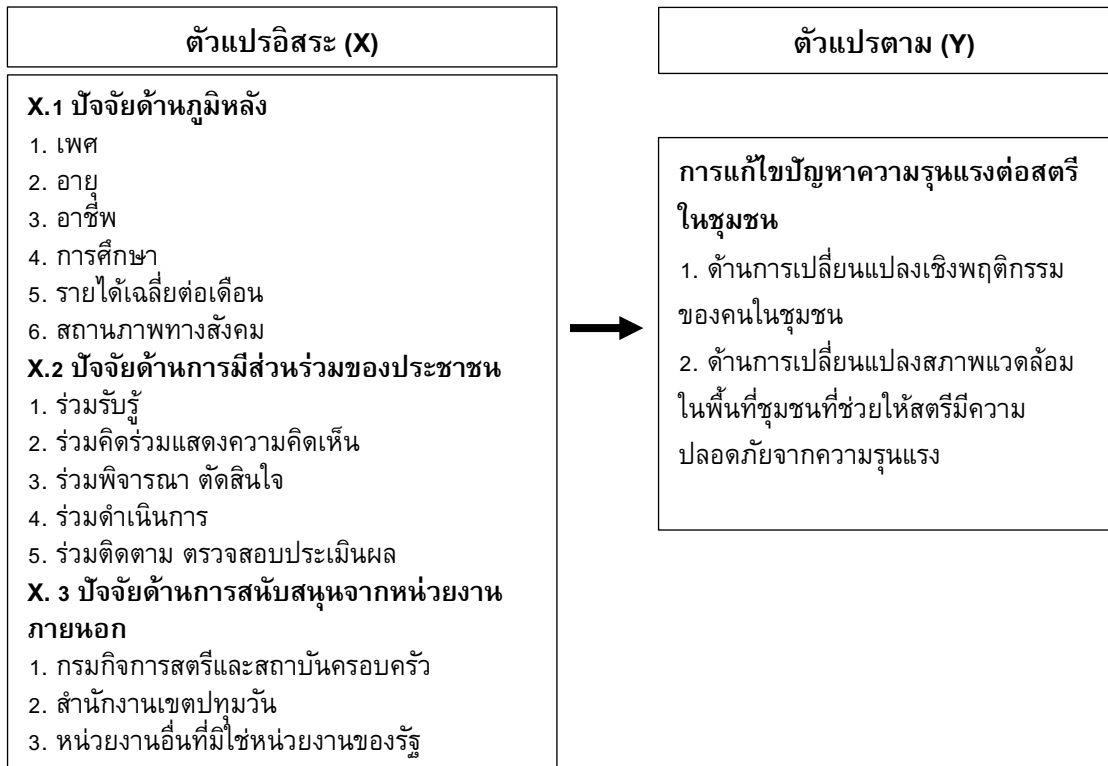 ตัวแปรอิสระ (X)
X.1 ปัจจัยด้านภูมิหลัง
1. เพศ
2. อายุ
3. อาชีพ
4. การศึกษา
5. รายได้เฉลี่ยต่อเดือน
6. สถานภาพทางสังคม
X.2 ปัจจัยด้านการมีส่วนร่วมของประชาชน
1. ร่วมรับรู้
2. ร่วมคิดร่วมแสดงความคิดเห็น
3. ร่วมพิจารณา ตัดสินใจ
4. ร่วมดำเนินการ
5. ร่วมติดตาม ตรวจสอบประเมินผล
X. 3 ปัจจัยด้านการสนับสนุนจากหน่วยงาน
ภายนอก
1. กรมกิจการสตรีและสถาบันครอบครัว
2. สำนักงานเขตปทุมวัน
3. หน่วยงานอื่นที่มิใช่หน่วยงานของรัฐ
ตัวแปรตาม (Y)
การแก้ไขปัญหาความรุนแรงต่อสตรี
ในชุมชน
1. ด้านการเปลี่ยนแปลงเชิงพฤติกรรม
ของคนในชุมชน
2. ด้านการเปลี่ยนแปลงสภาพแวดล้อม
ในพื้นที่ชุมชนที่ช่วยให้สตรีมีความ
ปลอดภัยจากความรุนแรง